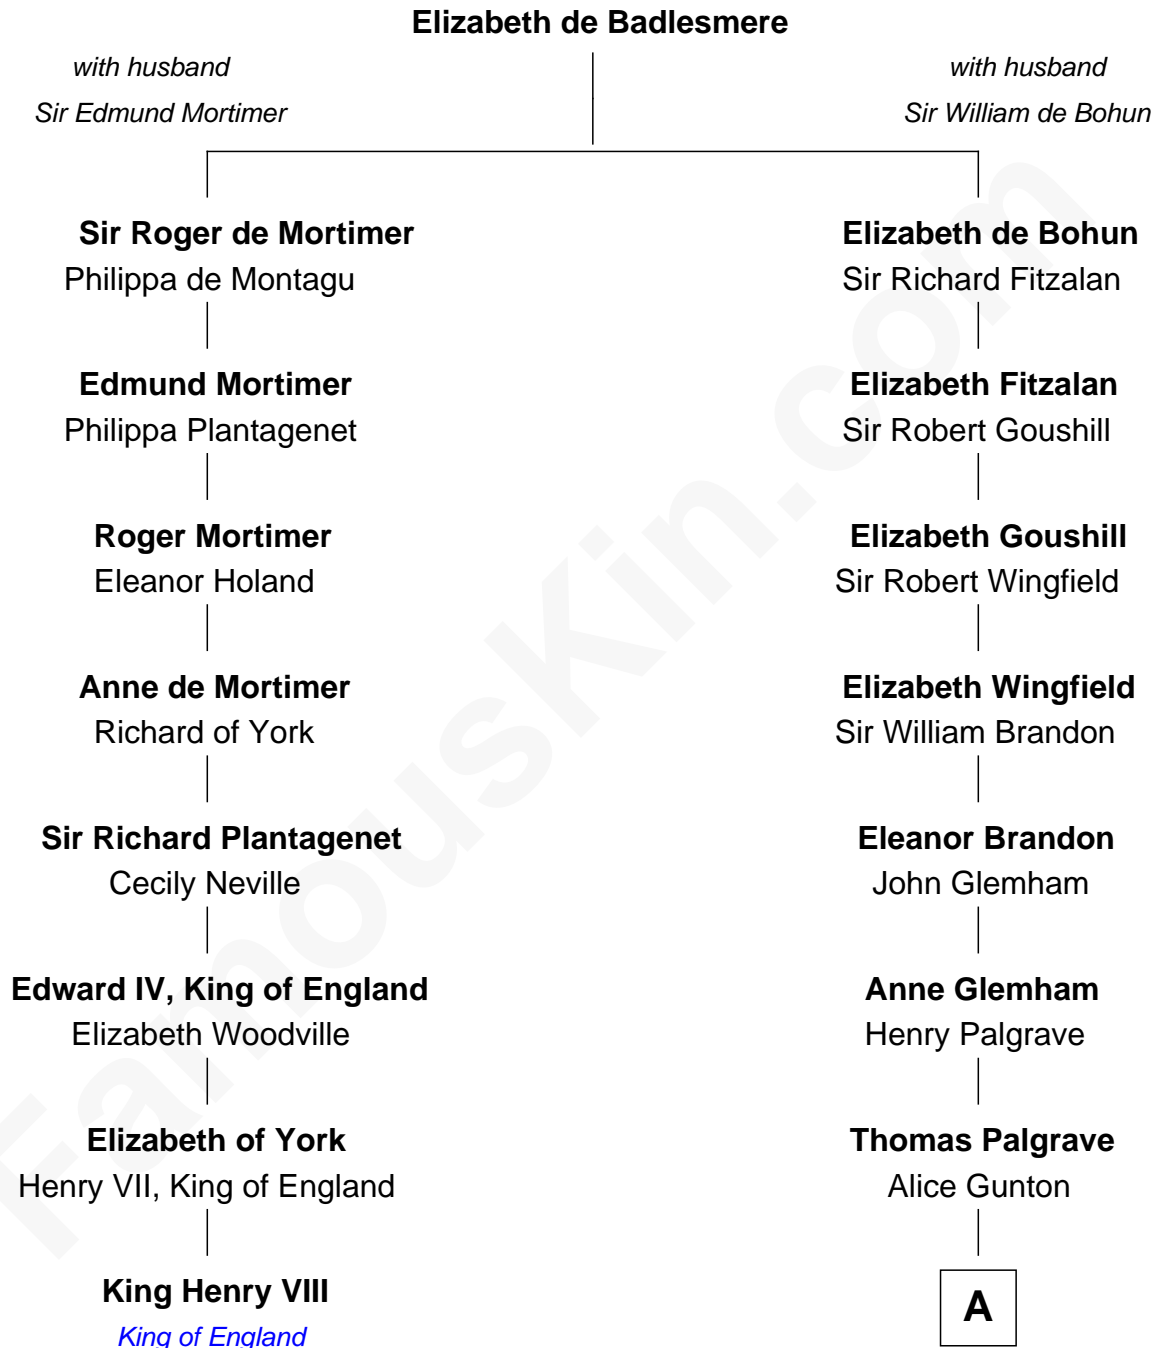 Elizabeth de Badlesmere
with husband
Sir Edmund Mortimer
with husband
Sir William de Bohun
Sir Roger de Mortimer
Philippa de Montagu
Elizabeth de Bohun
Sir Richard Fitzalan
Edmund Mortimer
Philippa Plantagenet
Elizabeth Fitzalan
Sir Robert Goushill
Roger Mortimer
Eleanor Holand
Elizabeth Goushill
Sir Robert Wingfield
Anne de Mortimer
Richard of York
Elizabeth Wingfield
Sir William Brandon
Sir Richard Plantagenet
Cecily Neville
Eleanor Brandon
John Glemham
Edward IV, King of England
Elizabeth Woodville
Anne Glemham
Henry Palgrave
Elizabeth of York
Henry VII, King of England
Thomas Palgrave
Alice Gunton
King Henry VIII
King of England
A
FamousKin.com